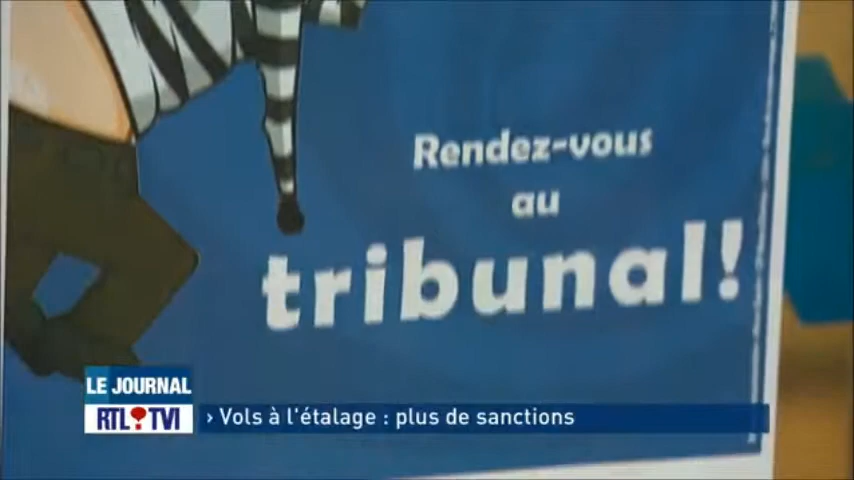 Rendez-vous
au
tribunal!
LE JOURNAL
RTL TVI
› Vols à l'étalage : plus de sanctions